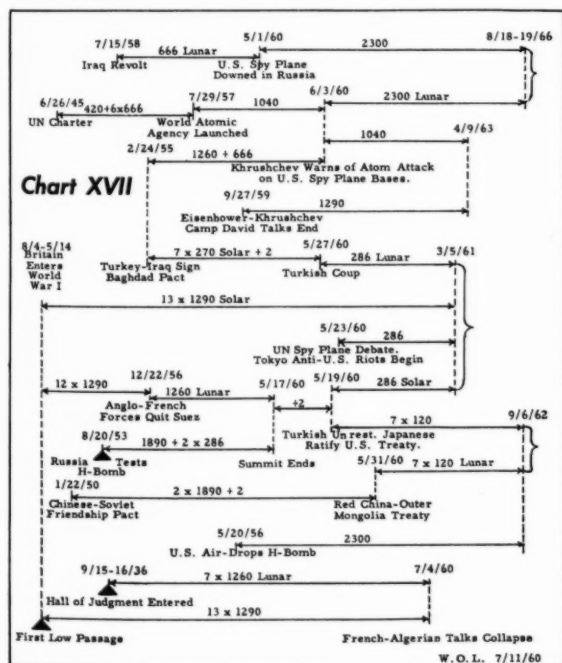 7/15/58
5/1/60
8/18-19/66
666 Lunar
2300
Iraq Revolt
U.S. Spy Plane
Downed in Russia
6/26/45
7/29/57
6/3/60
420+6x666
1040
2300 Lunar
UN Charter
World Atomic
Agency Launched
2/24/55
1040
4/9/63
1260 + 666
Khrushchev Warns of Atom Attack
on U.S. Spy Plane Bases.
Chart XVII
9/27/59
1290
Eisenhower-Khrushchev
Camp David Talks End
8/4-5/14
Britain
Enters
World
War I
7 x 270 Solar + 2
5/27/60
286 Lunar
3/5/61
Turkey-Iraq Sign
Baghdad Pact
Turkish Coup
13 x 1290 Solar
5/23/60
286
UN Spy Plane Debate.
Tokyo Anti-U.S. Riots Begin
12 x 1290
12/22/56
1260 Lunar
5/17/60
5/19/60
286 Solar
Anglo-French
Forces Quit Suez
+2
7 x 120
9/6/62
8/20/53
1890 + 2 x 286
Turkish Unrest. Japanese
Ratify U.S. Treaty.
Russia Tests
H-Bomb
Summit Ends
5/31/60
7 x 120 Lunar
1/22/50
2 x 1890 + 2
Chinese-Soviet
Friendship Pact
Red China-Outer
Mongolia Treaty
5/20/56
2300
U.S. Air-Drops H-Bomb
9/15-16/36
7 x 1260 Lunar
7/4/60
Hall of Judgment Entered
13 x 1290
First Low Passage
French-Algerian Talks Collapse
W.O.L. 7/11/60